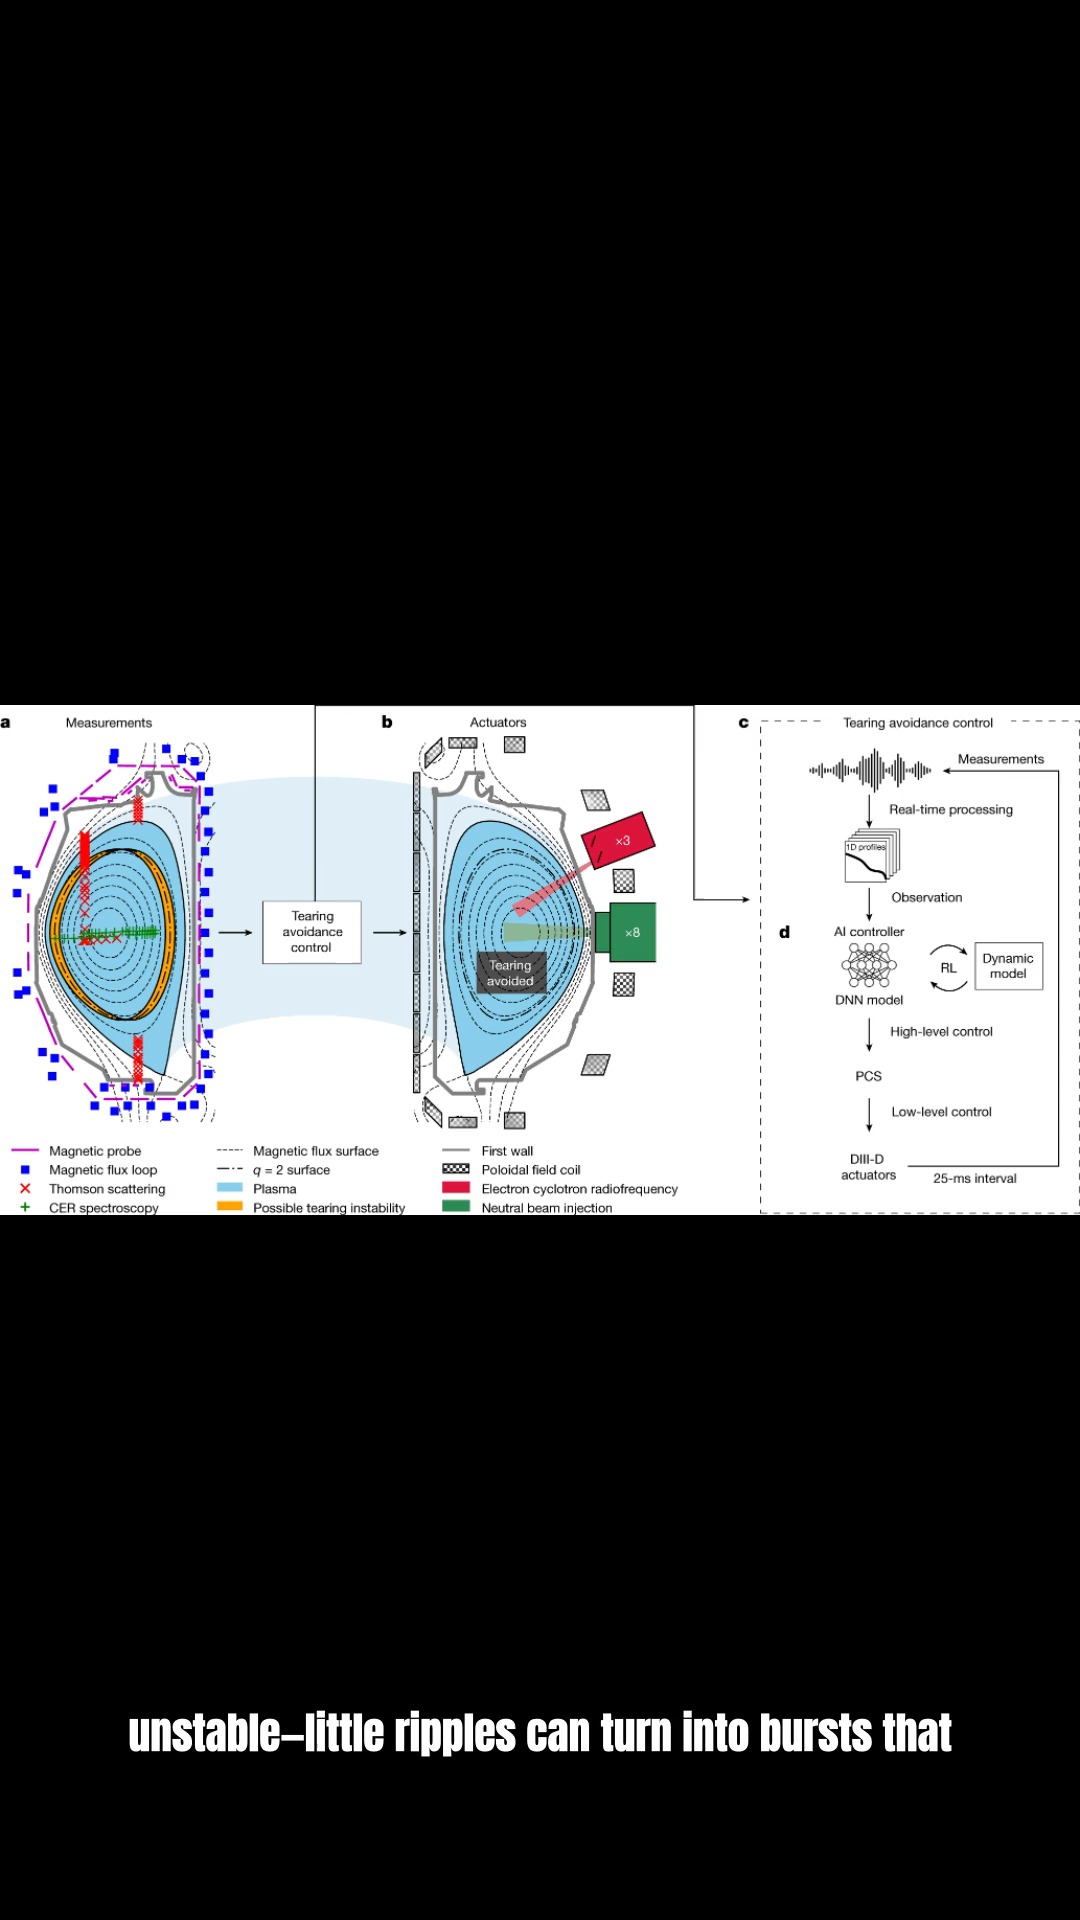 a Measurements
b Actuators
c Tearing avoidance control
Measurements
Real-time processing
1D profiles
Observation
×3
×8
Tearing
avoidance
control
Tearing
avoided
d AI controller
RL
Dynamic
model
DNN model
High-level control
PCS
Low-level control
DIII-D
actuators
25-ms interval
Magnetic probe
Magnetic flux loop
Thomson scattering
CER spectroscopy
Magnetic flux surface
q = 2 surface
Plasma
Possible tearing instability
First wall
Poloidal field coil
Electron cyclotron radiofrequency
Neutral beam injection
unstable–little ripples can turn into bursts that